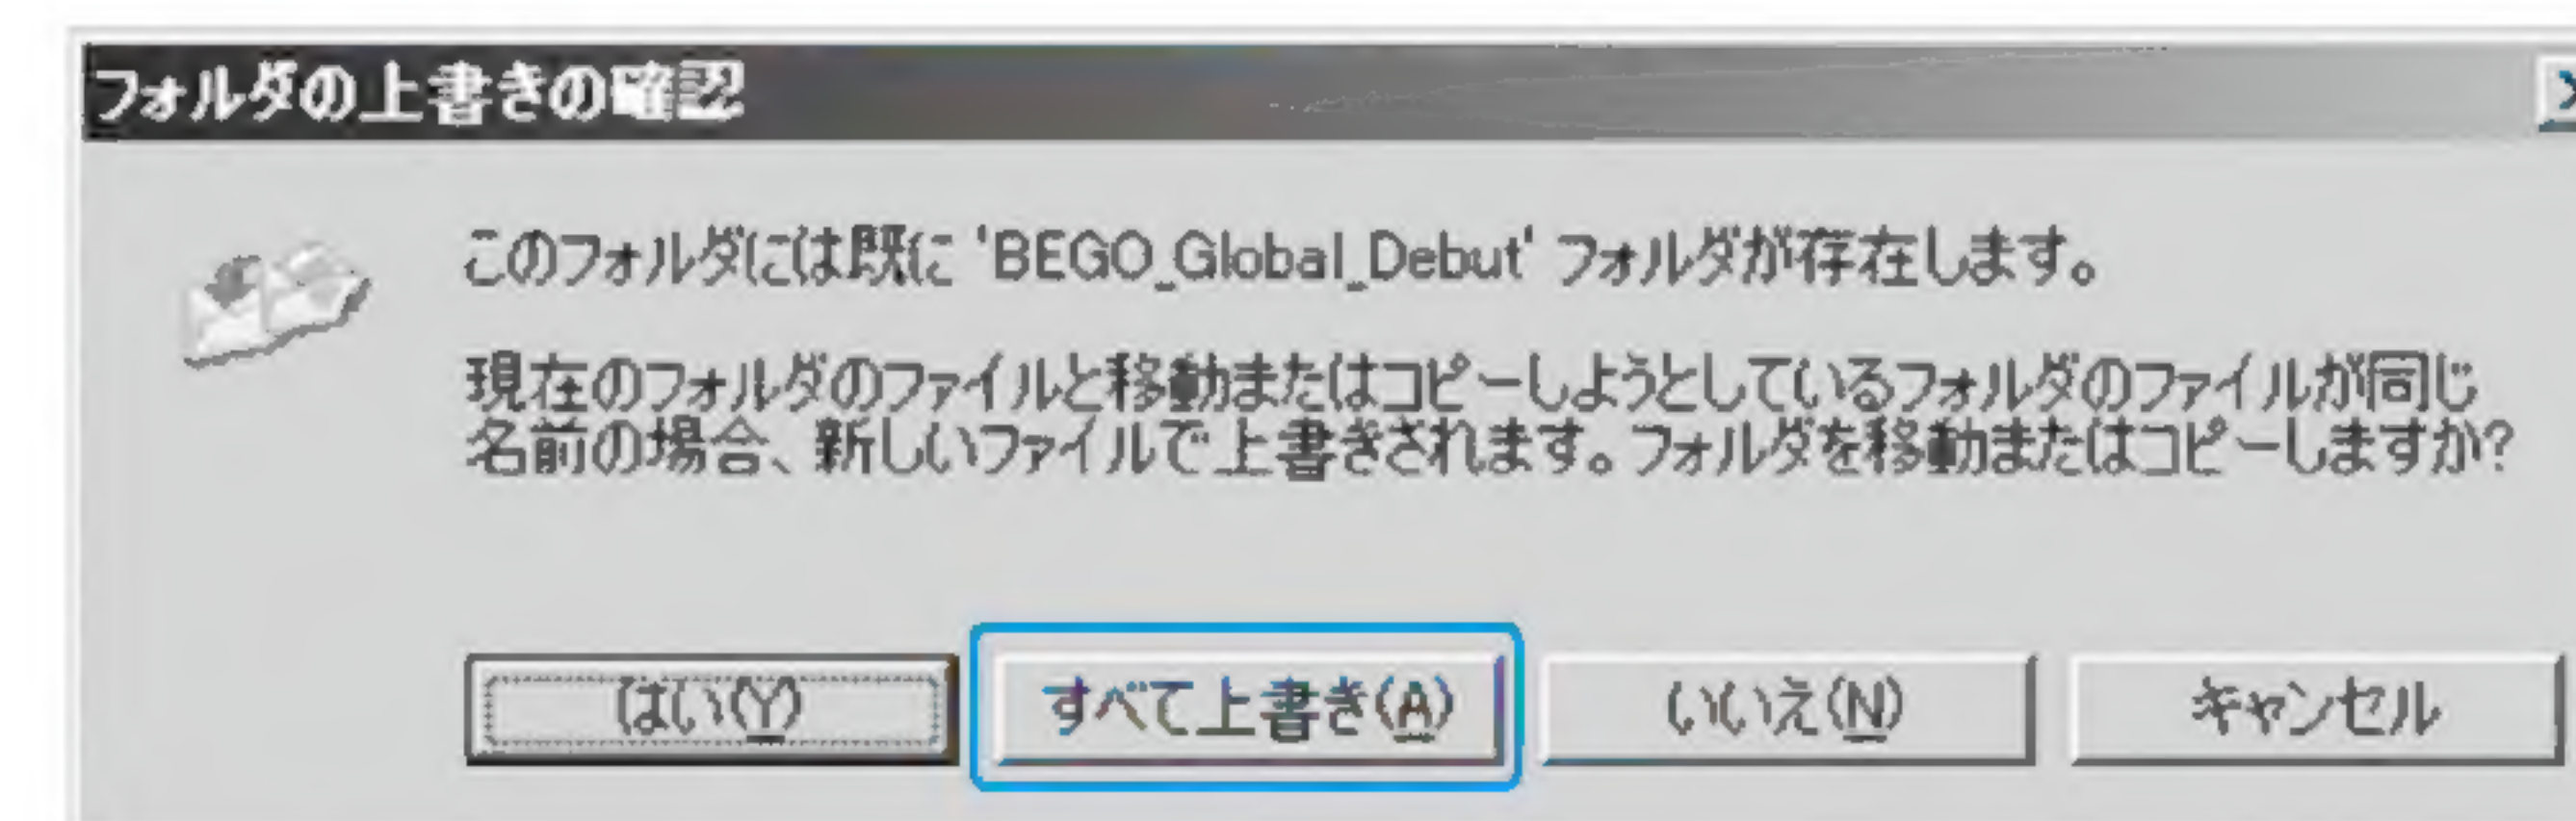 フォルダの上書きの確認
このフォルダには既に 'BEGO_Global_Debut' フォルダが存在します。
現在のフォルダのファイルと移動またはコピーしようとしているフォルダのファイルが同じ
名前の場合、新しいファイルで上書きされます。フォルダを移動またはコピーしますか?
はい(Y) すべて上書き(A) いいえ(N) キャンセル